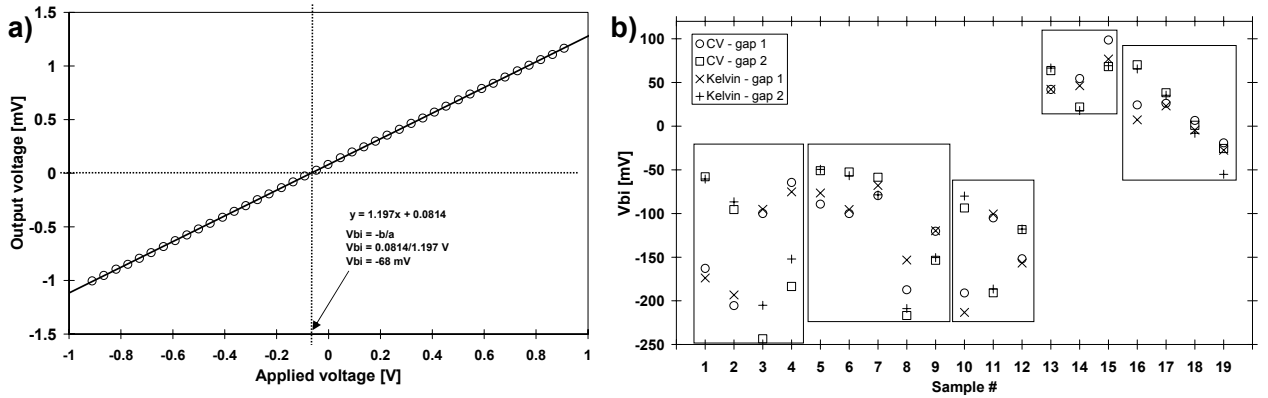 a)
Output voltage [mV]
1.5
1
0.5
0
-0.5
-1
-1.5
y = 1.197x + 0.0814
Vbi = -b/a
Vbi = 0.0814/1.197 V
Vbi = -68 mV
-1 -0.8 -0.6 -0.4 -0.2 0 0.2 0.4 0.6 0.8 1
Applied voltage [V]
b)
Vbi [mV]
100
50
0
-50
-100
-150
-200
-250
CV - gap 1
CV - gap 2
Kelvin - gap 1
Kelvin - gap 2
1 2 3 4 5 6 7 8 9 10 11 12 13 14 15 16 17 18 19
Sample #